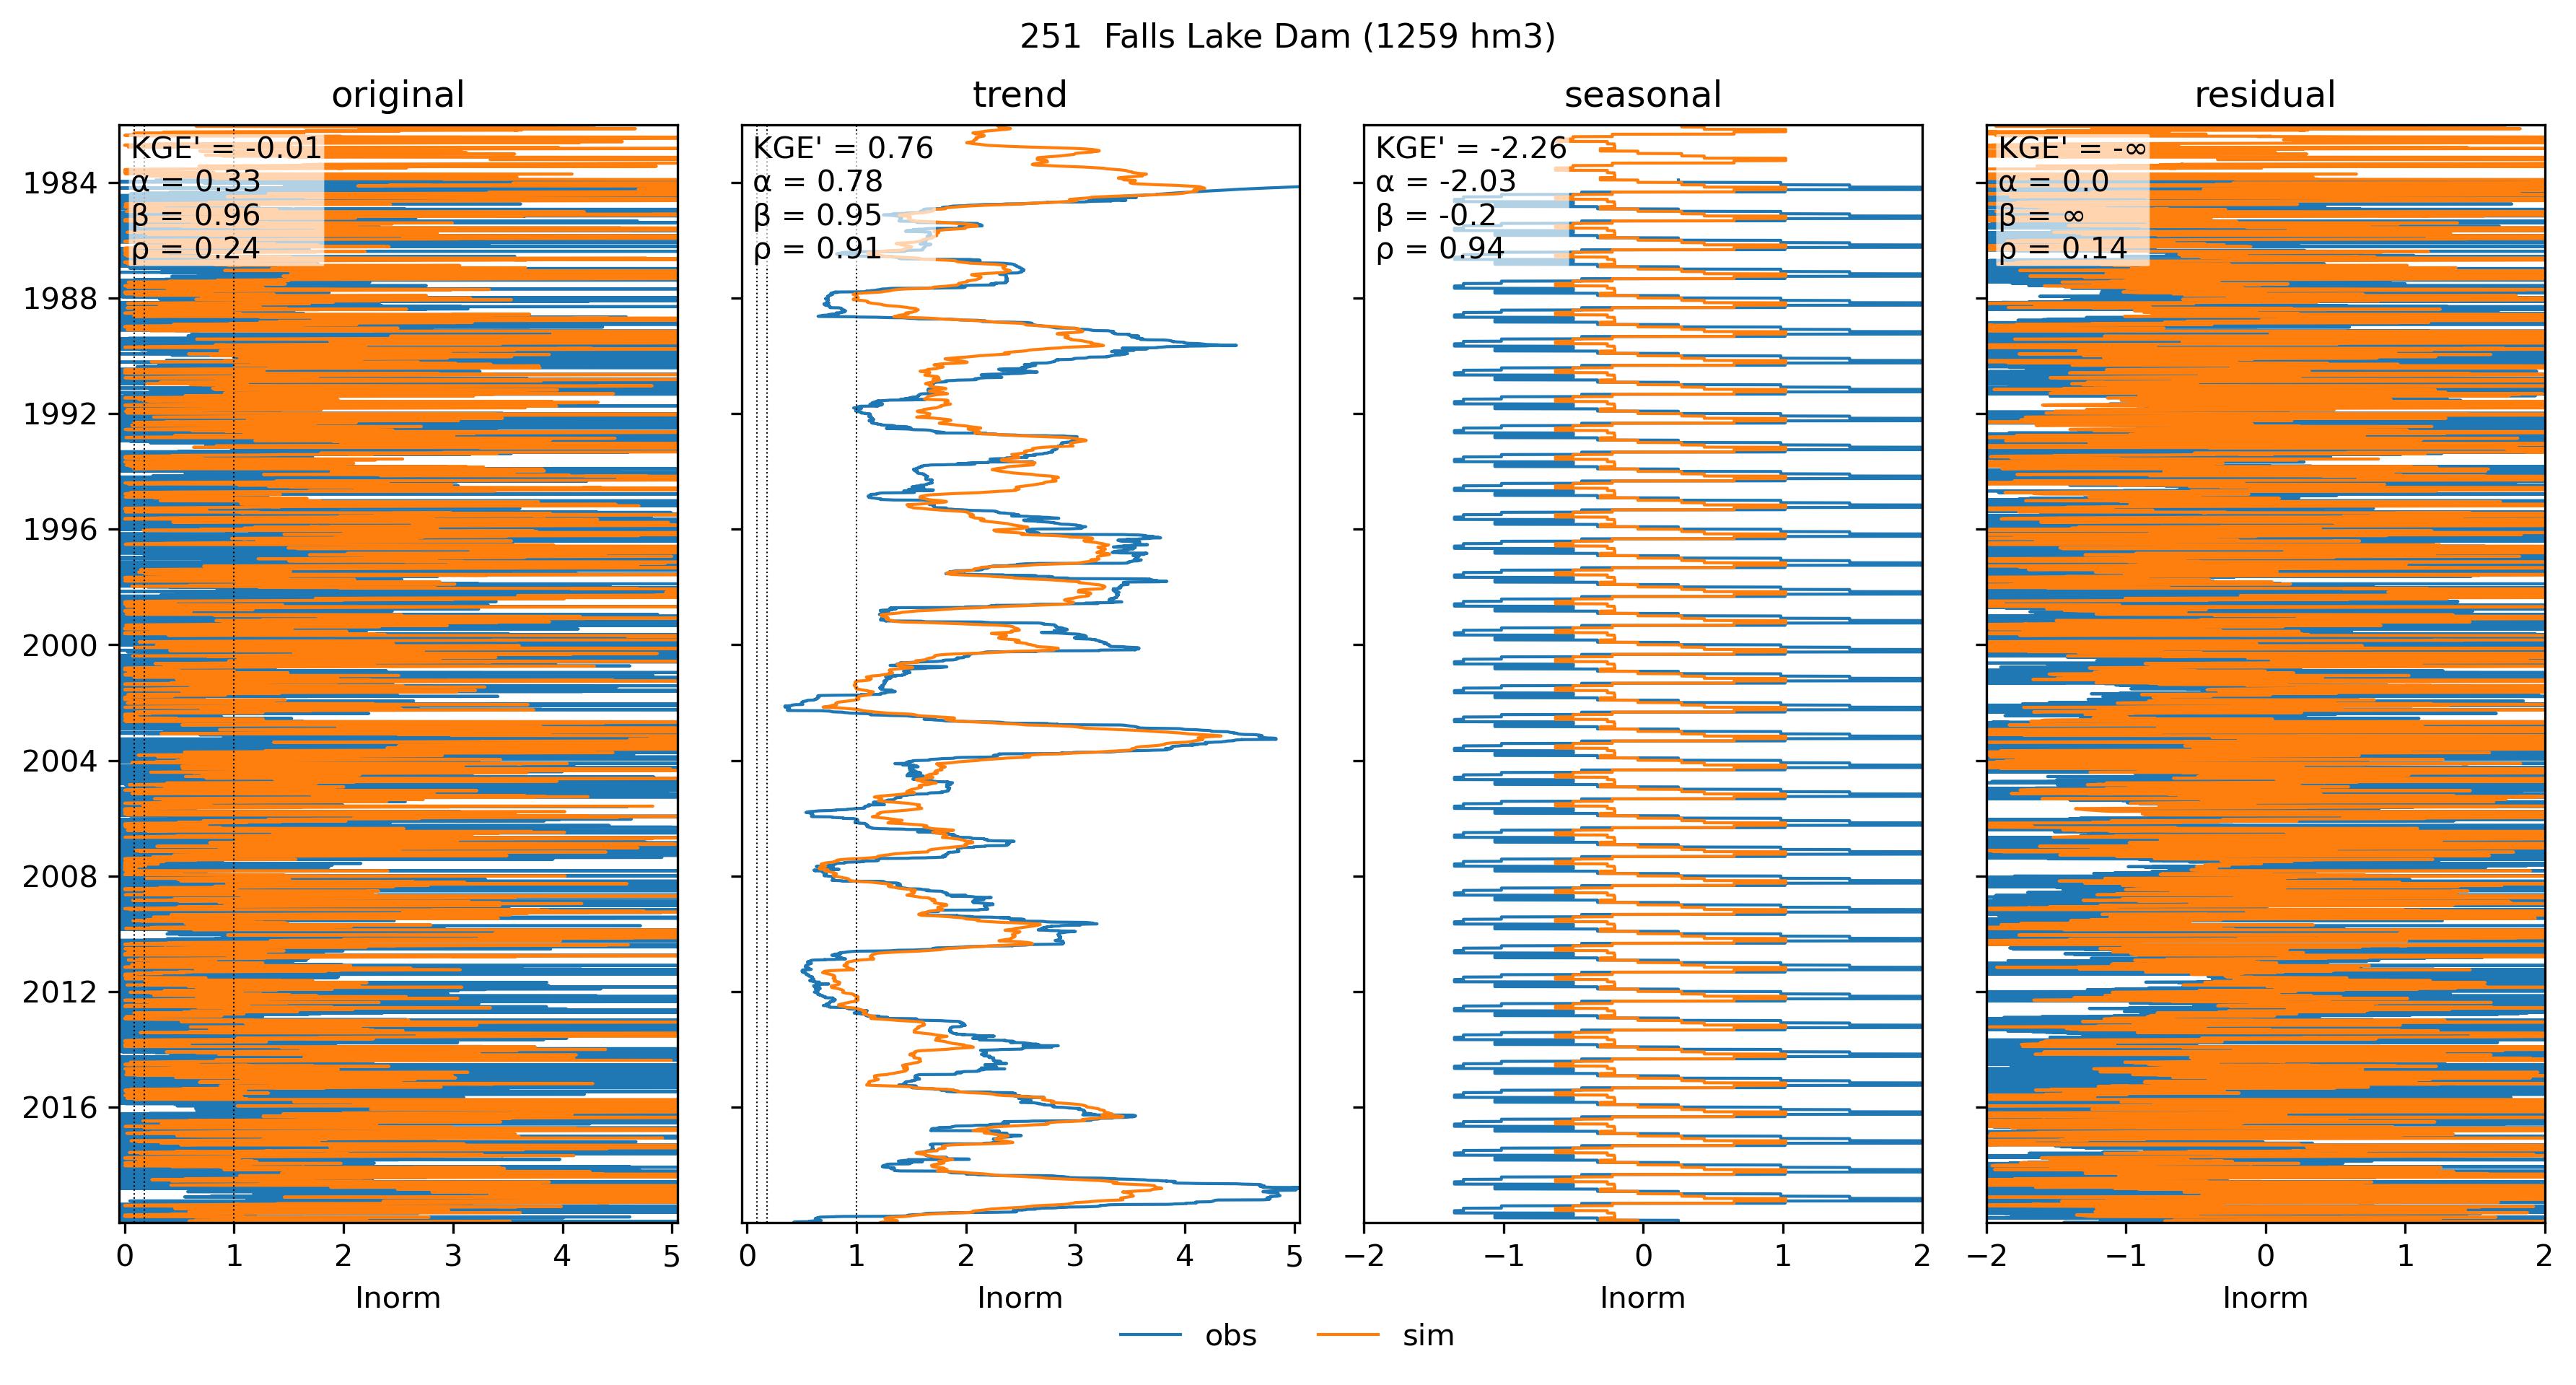 251  Falls Lake Dam (1259 hm3)
original
trend
seasonal
residual
KGE' = -0.01
α = 0.33
β = 0.96
ρ = 0.24
KGE' = 0.76
α = 0.78
β = 0.95
ρ = 0.91
KGE' = -2.26
α = -2.03
β = -0.2
ρ = 0.94
KGE' = -∞
α = 0.0
β = ∞
ρ = 0.14
1984
1988
1992
1996
2000
2004
2008
2012
2016
0 1 2 3 4 5
0 1 2 3 4 5
−2 −1 0 1 2
−2 −1 0 1 2
Inorm
Inorm
Inorm
Inorm
obs
sim